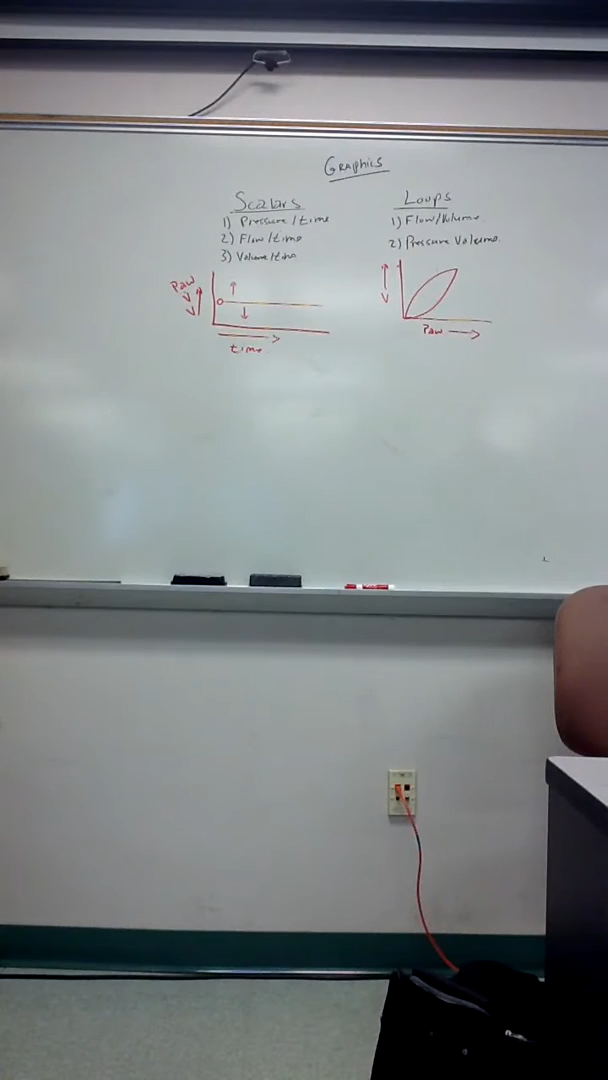 Graphics
Scalars
1) Pressure/time
2) Flow/time
3) Volume/time
Paw
V̇
V
time
Loops
1) Flow/Volume
2) Pressure Volume
Paw